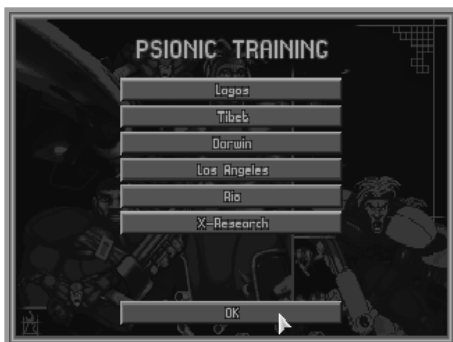 PSIONIC TRAINING
Lagos
Tibet
Darwin
Los Angeles
Rio
X-Research
OK